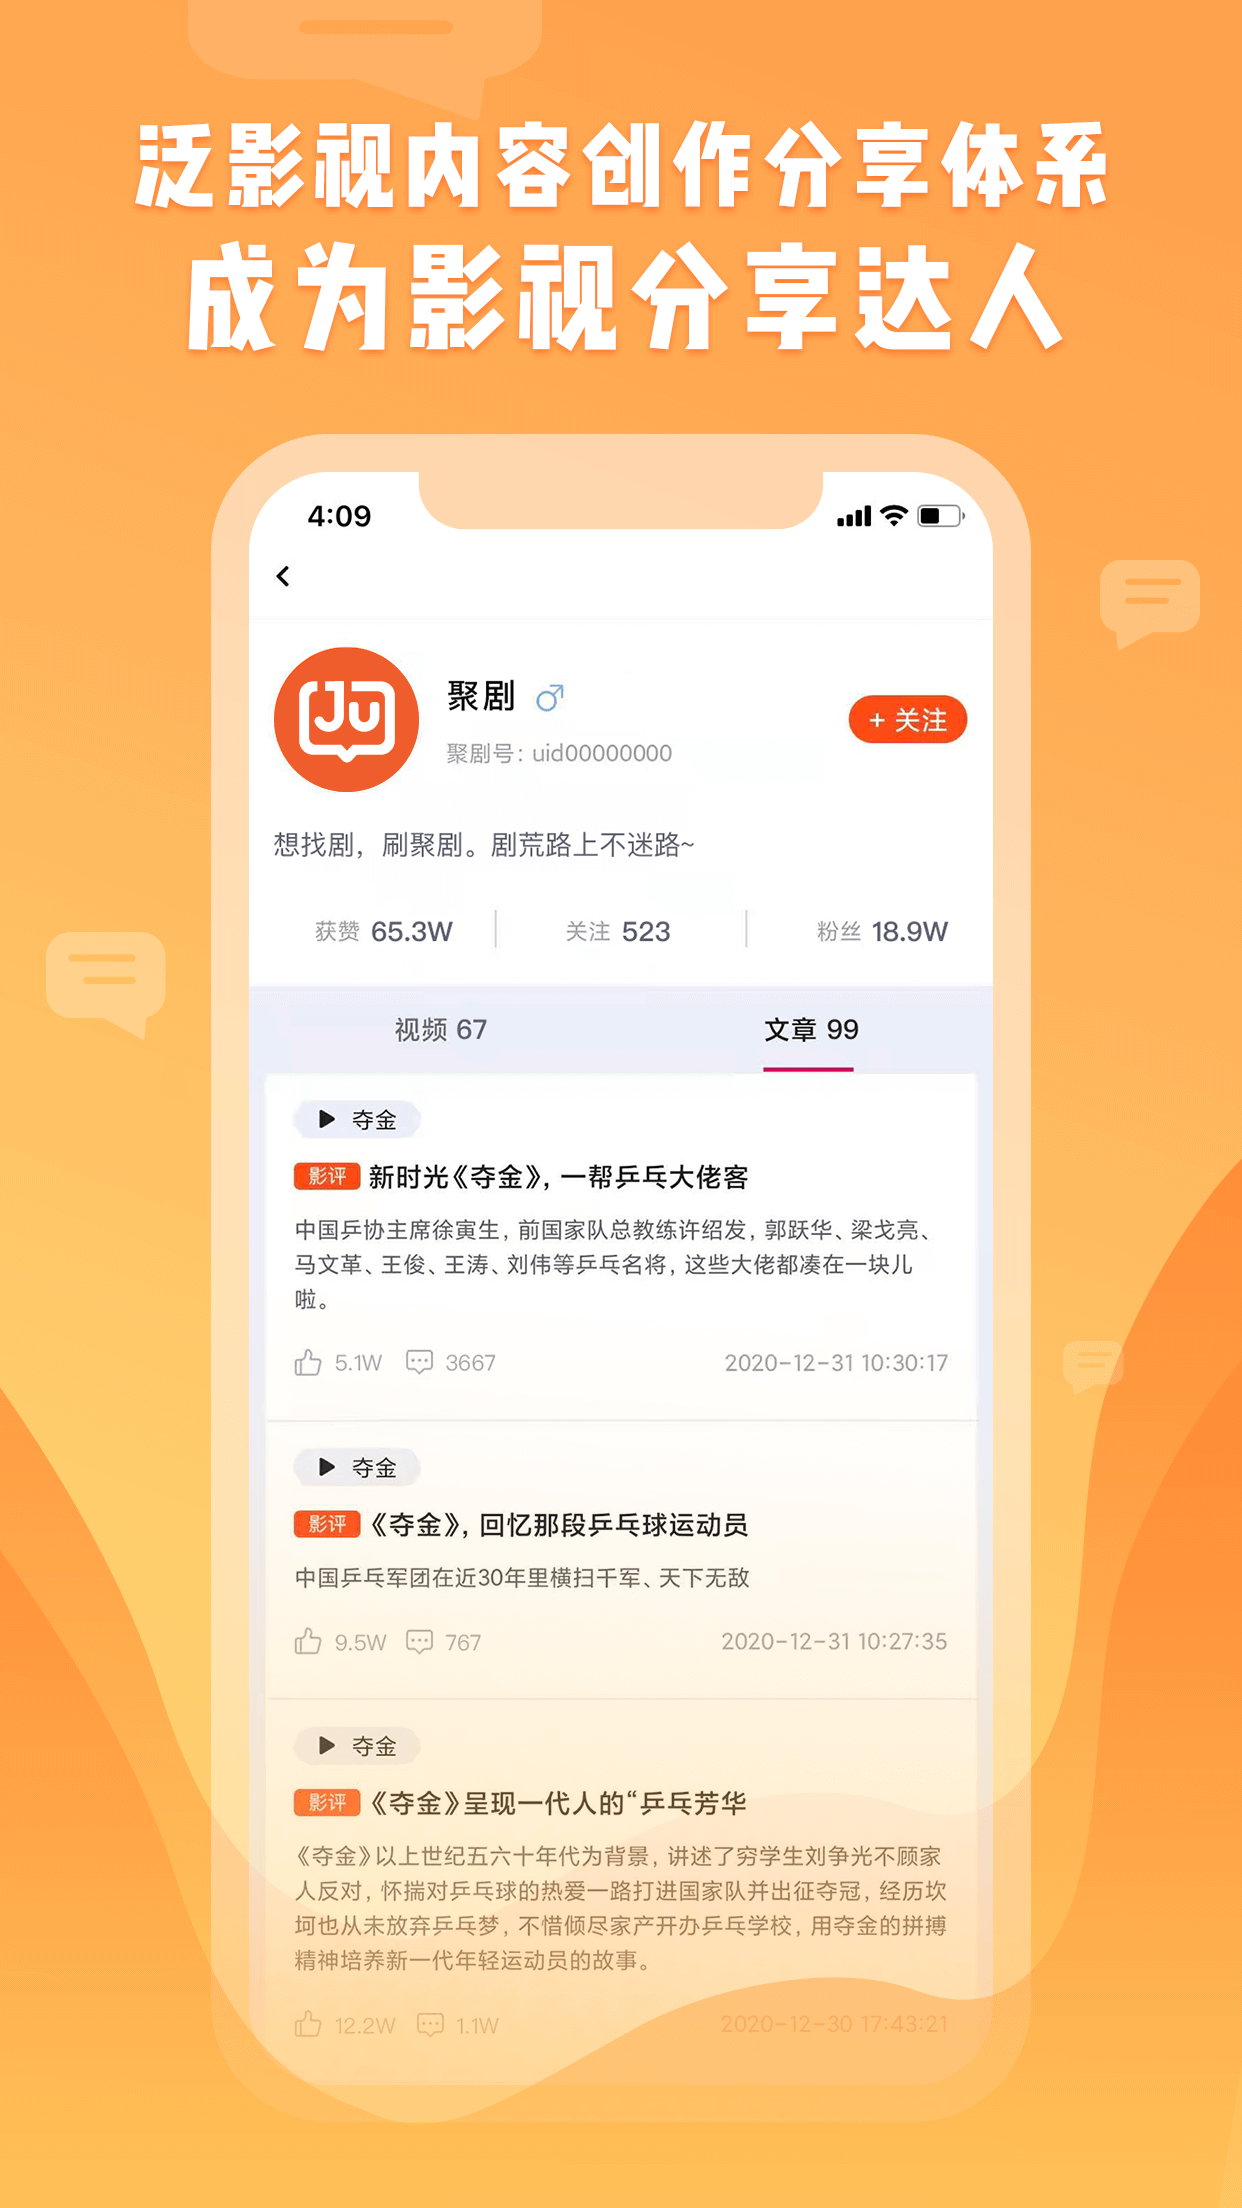 泛影视内容创作分享体系
成为影视分享达人
4:09
Ju
聚剧
+ 关注
聚剧号: uid00000000
想找剧，刷聚剧。剧荒路上不迷路~
获赞 65.3W 关注 523 粉丝 18.9W
视频 67 文章 99
夺金
影评 新时光《夺金》, 一帮乒乓大佬客
中国乒协主席徐寅生, 前国家队总教练许绍发, 郭跃华、梁戈亮、
马文革、王俊、王涛、刘伟等乒乓名将, 这些大佬都凑在一块儿
啦。
5.1W 3667 2020-12-31 10:30:17
夺金
影评 《夺金》, 回忆那段乒乓球运动员
中国乒乓军团在近30年里横扫千军、天下无敌
9.5W 767 2020-12-31 10:27:35
夺金
影评 《夺金》呈现一代人的“乒乓芳华
《夺金》以上世纪五六十年代为背景, 讲述了穷学生刘争光不顾家
人反对, 怀揣对乒乓球的热爱一路打进国家队并出征夺冠, 经历坎
坷也从未放弃乒乓梦, 不惜倾尽家产开办乒乓学校, 用夺金的拼搏
精神培养新一代年轻运动员的故事。
12.2W 1.1W 2020-12-30 17:43:21